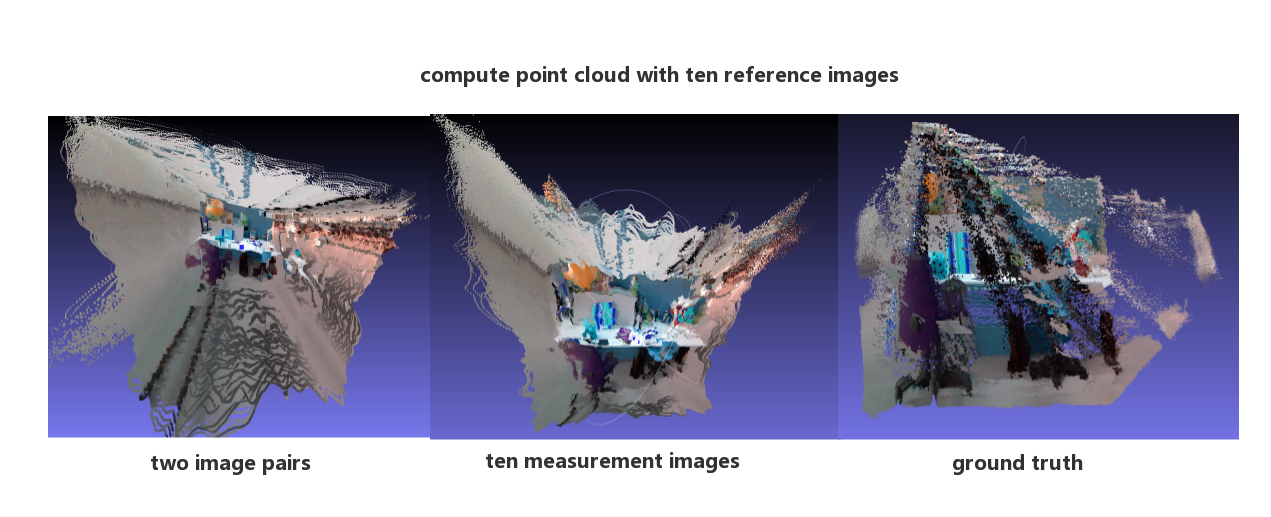 compute point cloud with ten reference images
two image pairs
ten measurement images
ground truth